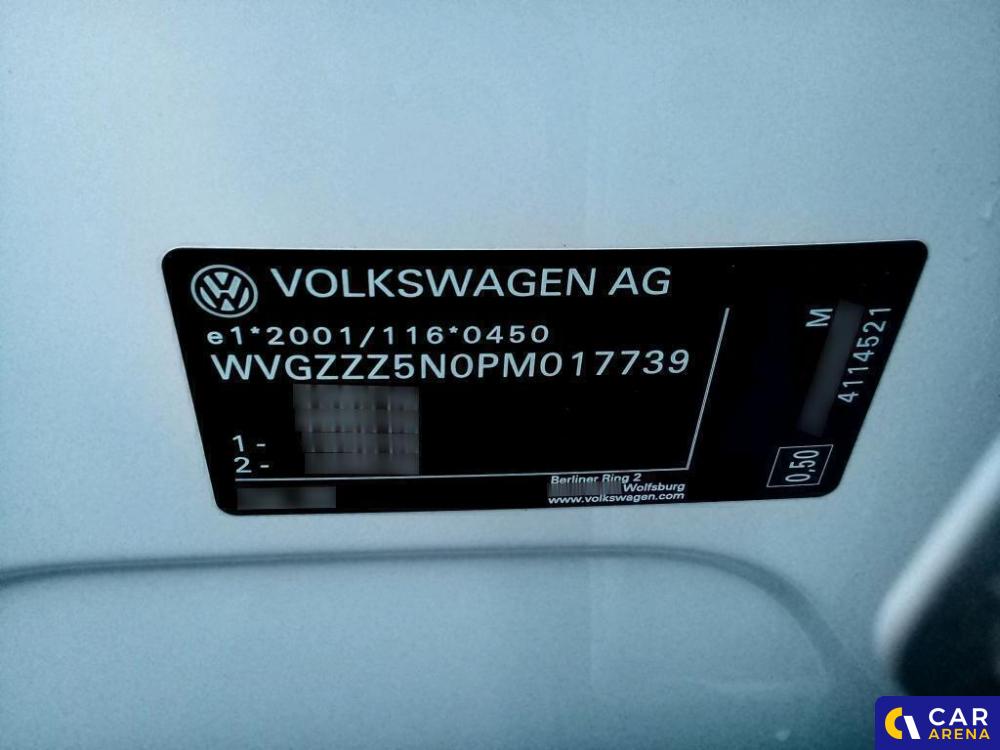 VOLKSWAGEN AG
e1*2001/116*0450
WVGZZZ5N0PM017739
1 -
2 -
Berliner Ring 2
Wolfsburg
www.volkswagen.com
M
4114521
0,50
CAR
ARENA